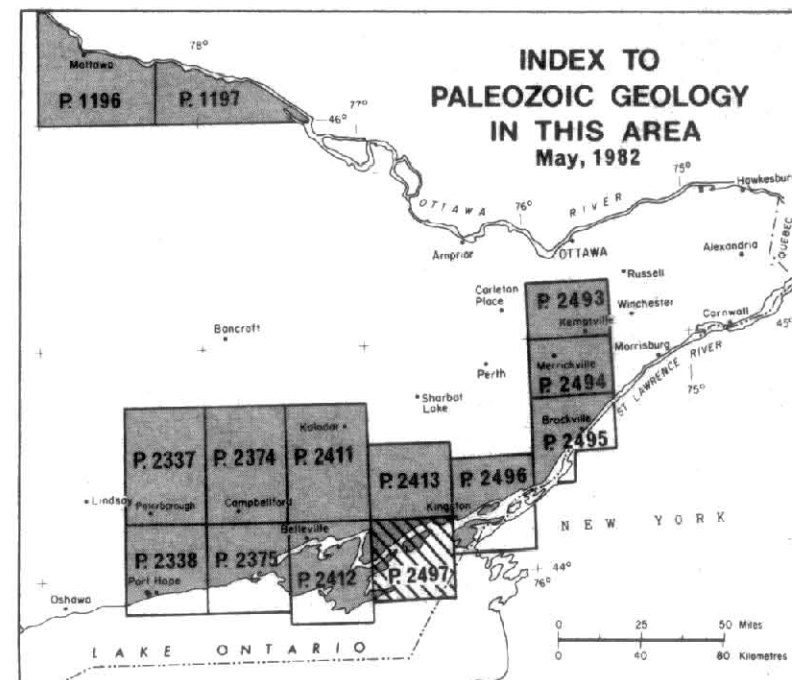 INDEX TO
PALEOZOIC GEOLOGY
IN THIS AREA
May, 1982
78°
Mattawa
P. 1196
P. 1197
77°
46°
OTTAWA RIVER
76°
75°
Hawkesbury
QUEBEC
Arnprior
OTTAWA
Alexandria
Russell
Carleton
Place
P. 2493
Winchester
Kemptville
Cornwall
45°
Bancroft
Morrisburg
Perth
Merrickville
P. 2494
ST LAWRENCE RIVER
75°
Sharbot
Lake
Brockville
P. 2495
Kaladar
P. 2337
P. 2374
P. 2411
P. 2413
P. 2496
Lindsay
Peterborough
Campbellford
Kingston
Belleville
NEW YORK
P. 2338
P. 2375
P. 2412
P. 2497
Port Hope
44°
76°
Oshawa
LAKE ONTARIO
0 25 50 Miles
0 40 80 Kilometres